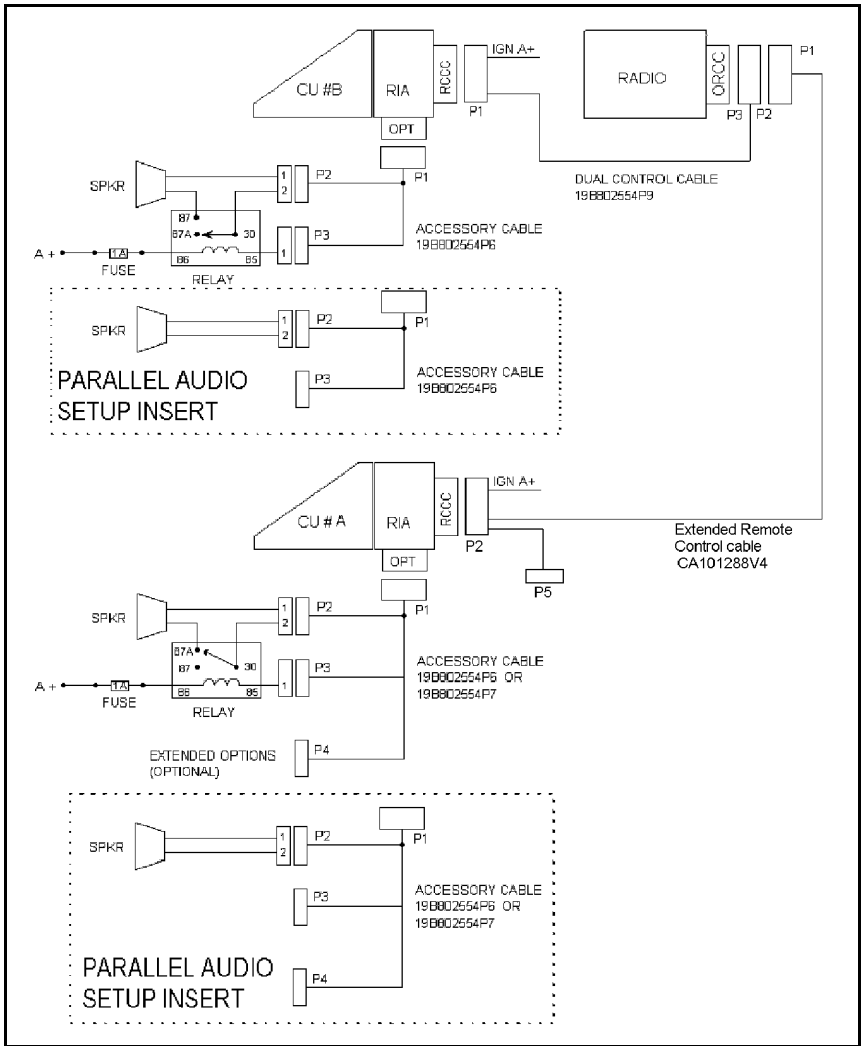 CU #B
RIA
RCCC
IGN A+
P1
OPT
RADIO
ORCC
P3
P2
P1
DUAL CONTROL CABLE
19B802554P9
SPKR
1
2
P2
P1
87
87A
30
86
85
1
P3
ACCESSORY CABLE
19B802554P6
A +
1A
FUSE
RELAY
SPKR
1
2
P2
P1
P3
ACCESSORY CABLE
19B802554P6
PARALLEL AUDIO
SETUP INSERT
CU # A
RIA
RCCC
IGN A+
P2
OPT
P5
Extended Remote
Control cable
CA101288V4
SPKR
1
2
P2
P1
87A
87
30
86
85
1
P3
ACCESSORY CABLE
19B802554P6 OR
19B802554P7
A +
1A
FUSE
RELAY
EXTENDED OPTIONS
(OPTIONAL)
P4
SPKR
1
2
P2
P1
P3
ACCESSORY CABLE
19B802554P6 OR
19B802554P7
PARALLEL AUDIO
SETUP INSERT
P4